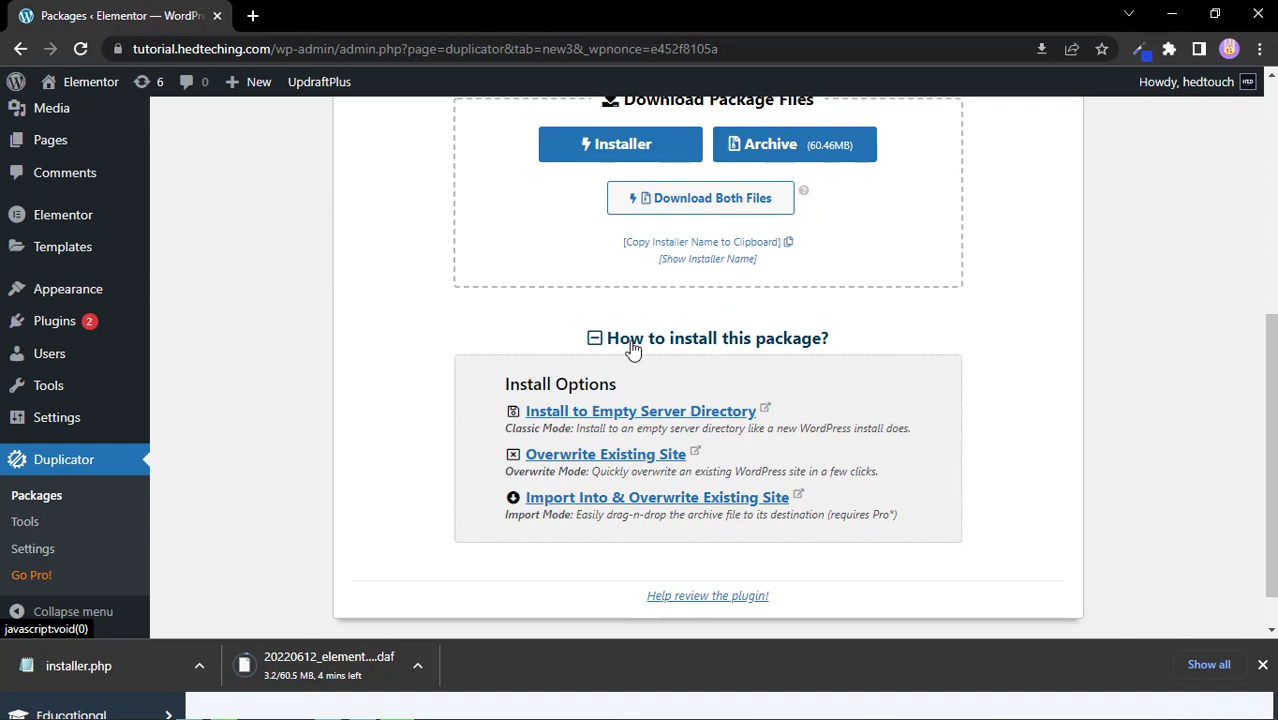 Packages ‹ Elementor — WordPr
tutorial.hedteching.com/wp-admin/admin.php?page=duplicator&tab=new3&_wpnonce=e452f8105a
Elementor 6 0 New UpdraftPlus Howdy, hedtouch
Media
Pages
Comments
Elementor
Templates
Appearance
Plugins 2
Users
Tools
Settings
Duplicator
Packages
Tools
Settings
Go Pro!
Collapse menu
javascript:void(0)
Download Package Files
Installer
Archive (60.46MB)
Download Both Files
[Copy Installer Name to Clipboard]
[Show Installer Name]
How to install this package?
Install Options
Install to Empty Server Directory
Classic Mode: Install to an empty server directory like a new WordPress install does.
Overwrite Existing Site
Overwrite Mode: Quickly overwrite an existing WordPress site in a few clicks.
Import Into & Overwrite Existing Site
Import Mode: Easily drag-n-drop the archive file to its destination (requires Pro*)
Help review the plugin!
installer.php
20220612_element....daf
3.2/60.5 MB, 4 mins left
Show all
Educational